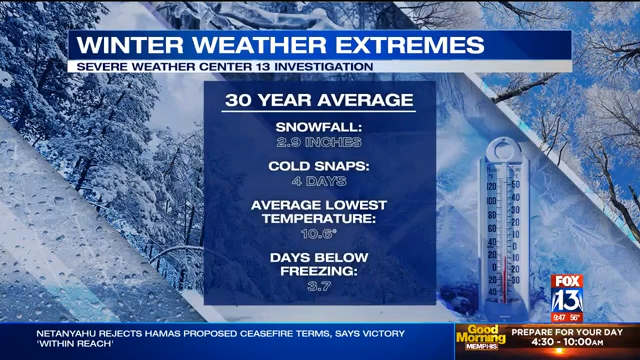 WINTER WEATHER EXTREMES
SEVERE WEATHER CENTER 13 INVESTIGATION
30 YEAR AVERAGE
SNOWFALL:
2.9 INCHES
COLD SNAPS:
4 DAYS
AVERAGE LOWEST
TEMPERATURE:
10.6°
DAYS BELOW
FREEZING:
3.7
FOX
13
9:47 56°
NETANYAHU REJECTS HAMAS PROPOSED CEASEFIRE TERMS, SAYS VICTORY
'WITHIN REACH'
Good
Morning
MEMPHIS
PREPARE FOR YOUR DAY
4:30 - 10:00AM